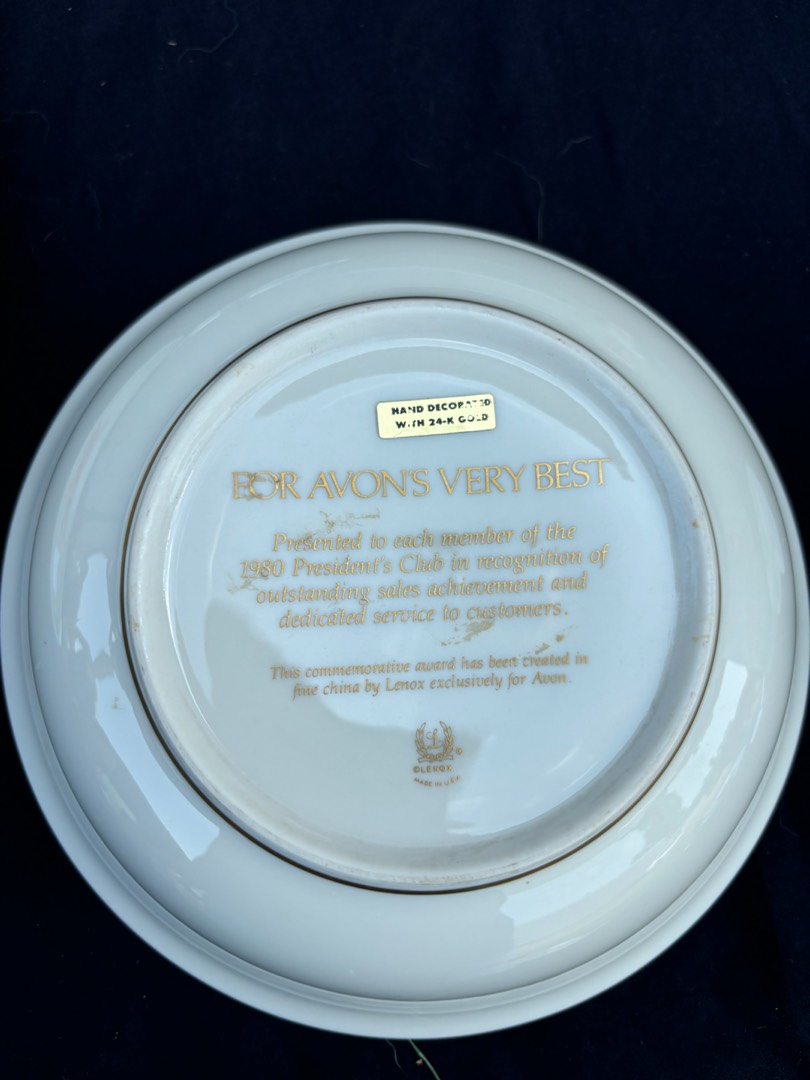 HAND DECORATED
WITH 24-K GOLD
FOR AVON'S VERY BEST
Presented to each member of the
1980 President's Club in recognition of
outstanding sales achievement and
dedicated service to customers.
This commemorative award has been created in
fine china by Lenox exclusively for Avon.
L ©
©LENOX
MADE IN U.S.A.